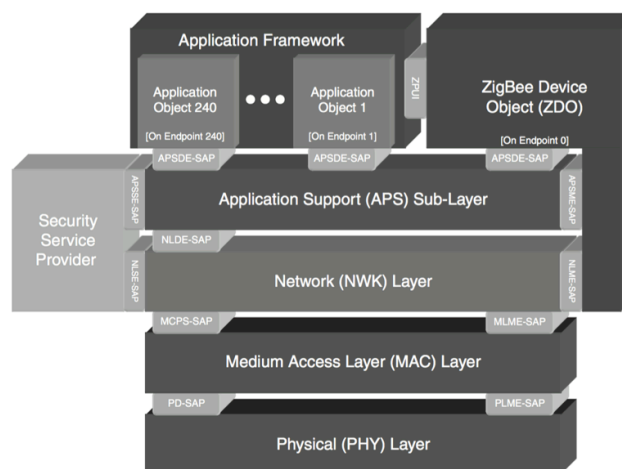 Application Framework
Application
Object 240
[On Endpoint 240]
Application
Object 1
[On Endpoint 1]
ZPUI
ZigBee Device
Object (ZDO)
[On Endpoint 0]
APSDE-SAP
APSDE-SAP
APSDE-SAP
Security
Service
Provider
APSSE-SAP
Application Support (APS) Sub-Layer
APSME-SAP
NLDE-SAP
NLSE-SAP
Network (NWK) Layer
NLME-SAP
MCPS-SAP
MLME-SAP
Medium Access Layer (MAC) Layer
PD-SAP
PLME-SAP
Physical (PHY) Layer